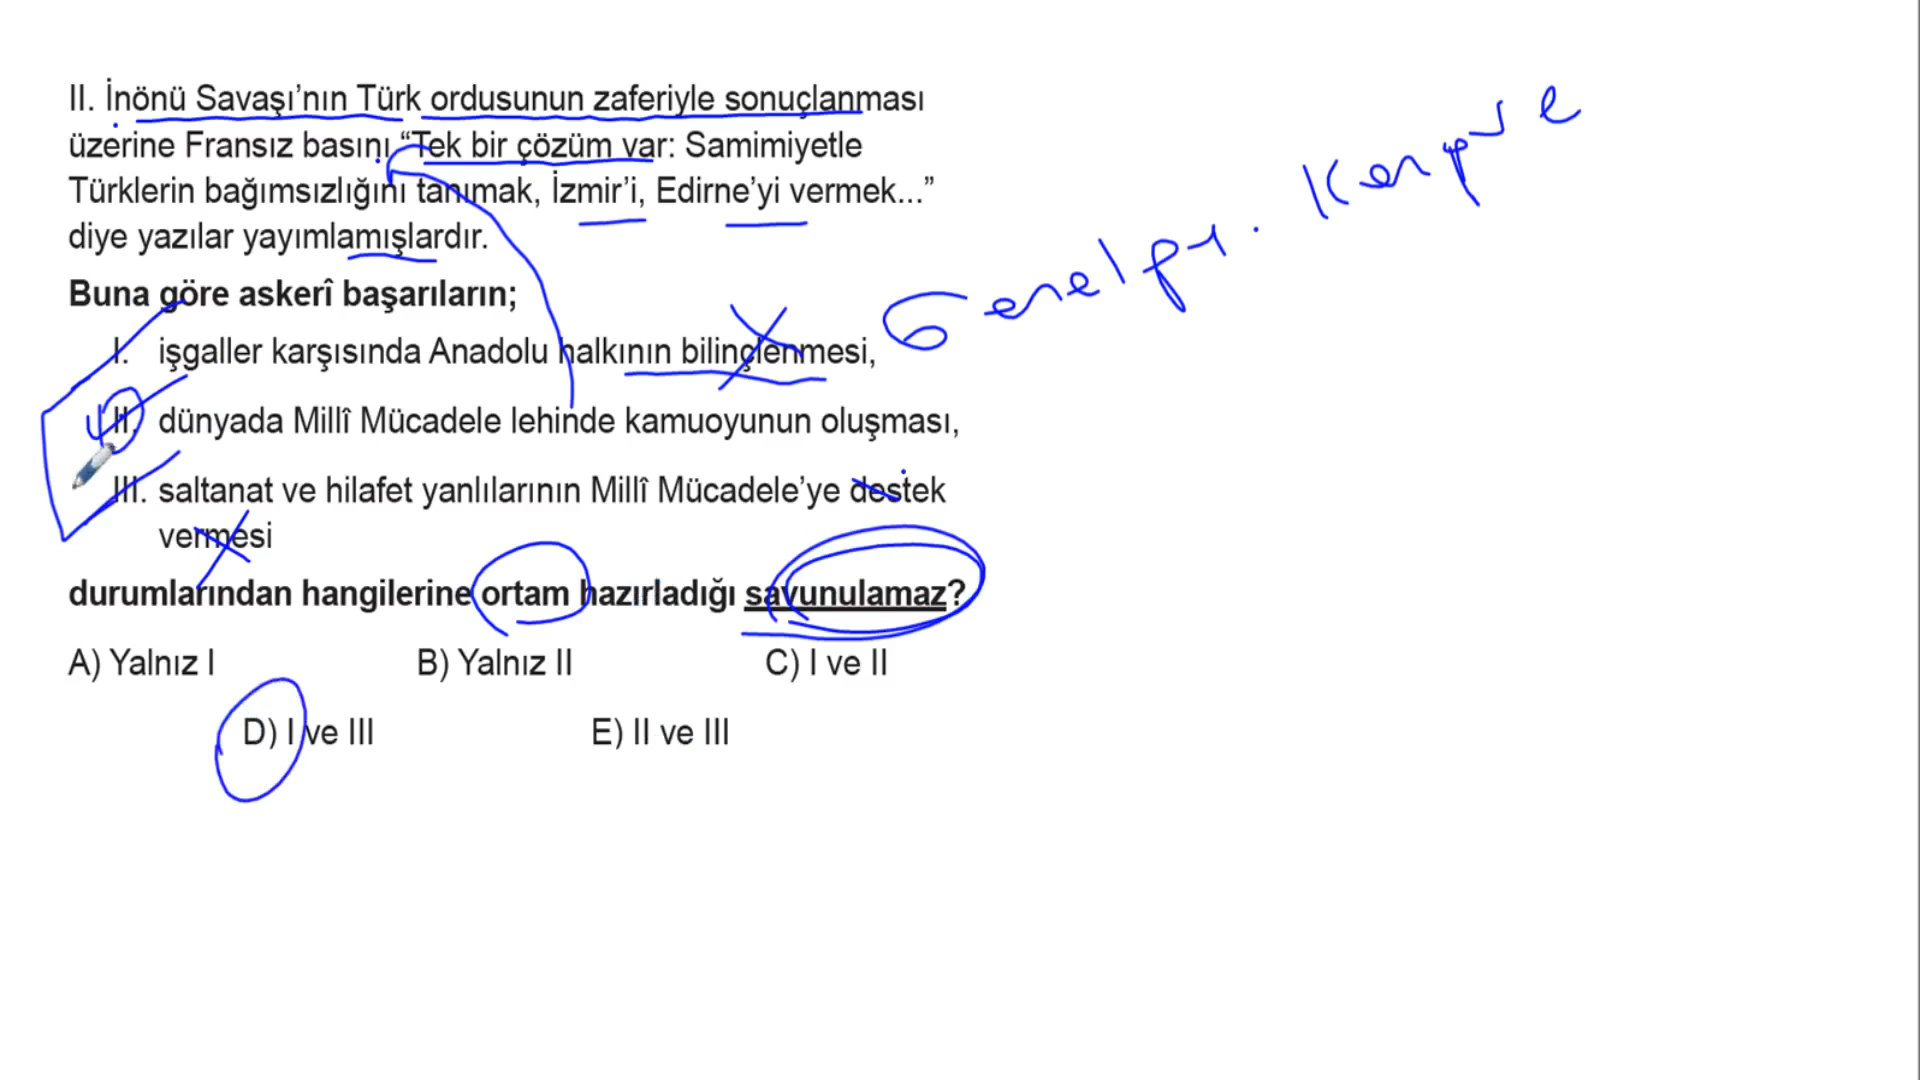 II. İnönü Savaşı’nın Türk ordusunun zaferiyle sonuçlanması
üzerine Fransız basını “Tek bir çözüm var: Samimiyetle
Türklerin bağımsızlığını tanımak, İzmir’i, Edirne’yi vermek...”
diye yazılar yayımlamışlardır.
Buna göre askerî başarıların;
I. işgaller karşısında Anadolu halkının bilinçlenmesi,
II. dünyada Millî Mücadele lehinde kamuoyunun oluşması,
III. saltanat ve hilafet yanlılarının Millî Mücadele’ye destek
vermesi
durumlarından hangilerine ortam hazırladığı savunulamaz?
A) Yalnız I B) Yalnız II C) I ve II
D) I ve III E) II ve III